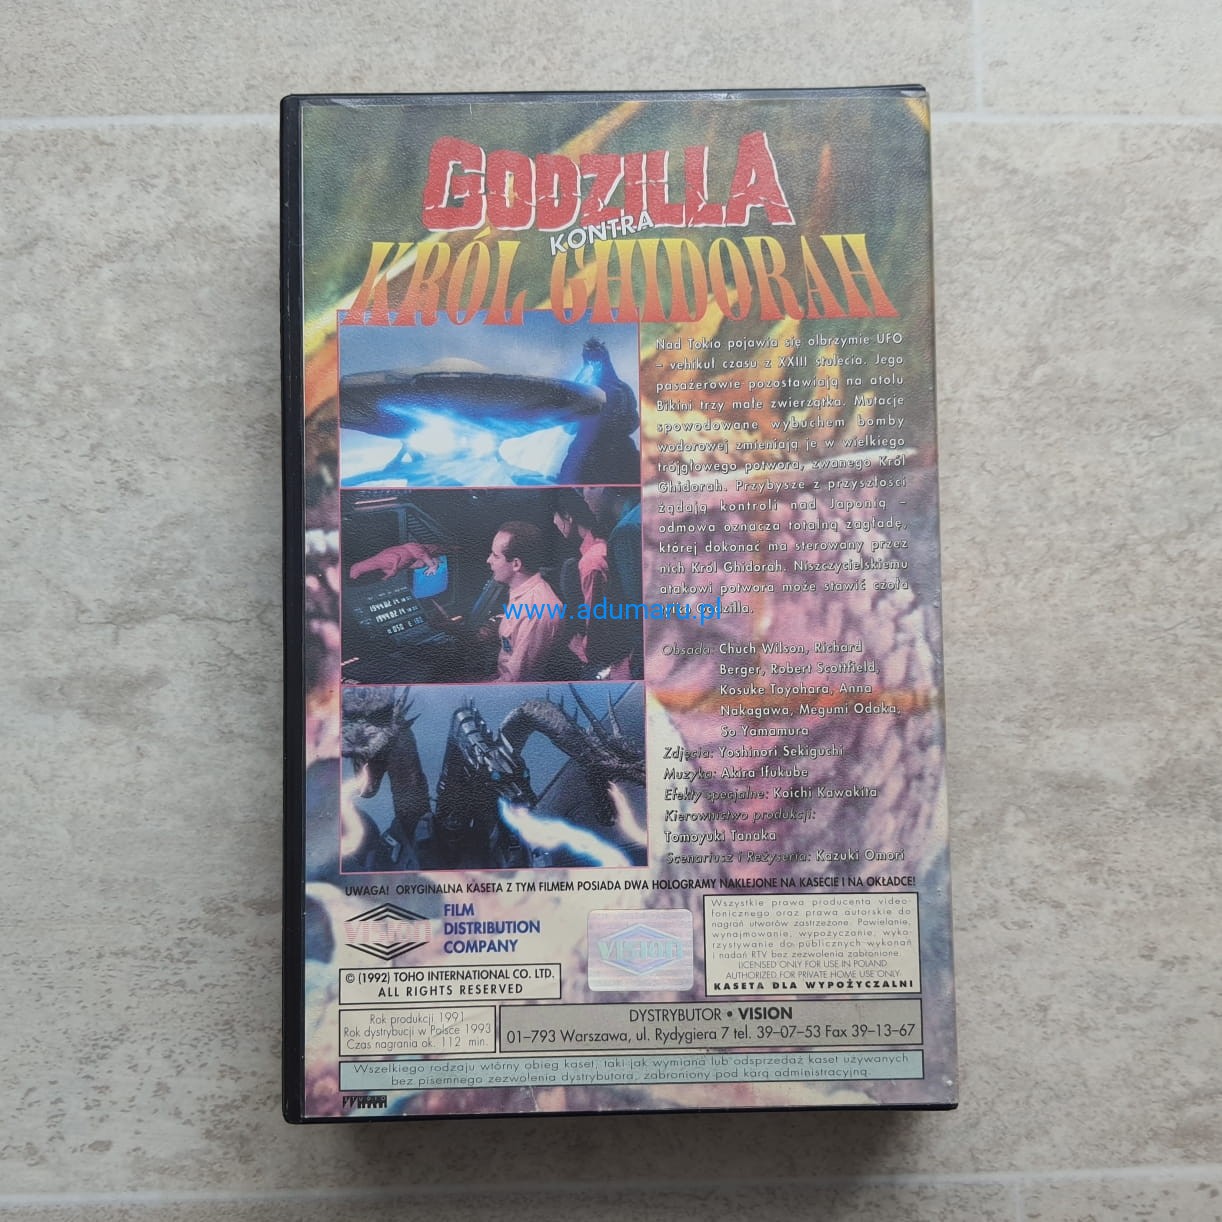 GODZILLA
KONTRA
KRÓL GHIDORAH
Nad Tokio pojawia się olbrzymie UFO
– vehikuł czasu z XXIII stulecia. Jego
pasażerowie pozostawiają na atolu
Bikini trzy małe zwierzątka. Mutacje
spowodowane wybuchem bomby
wodorowej zmieniają je w wielkiego
trójgłowego potwora, zwanego Król
Ghidorah. Przybysze z przyszłości
żądają kontroli nad Japonią –
odmowa oznacza totalną zagładę,
której dokonać ma sterowany przez
nich Król Ghidorah. Niszczycielskiemu
atakowi potwora może stawić czoła
tylko Godzilla.
www.adumaru.pl
Obsada: Chuch Wilson, Richard
Berger, Robert Scottfield,
Kosuke Toyohara, Anna
Nakagawa, Megumi Odaka,
So Yamamura
Zdjęcia: Yoshinori Sekiguchi
Muzyka: Akira Ifukube
Efekty specjalne: Koichi Kawakita
Kierownictwo produkcji:
Tomoyuki Tanaka
Scenariusz i Reżyseria: Kazuki Omori
UWAGA! ORYGINALNA KASETA Z TYM FILMEM POSIADA DWA HOLOGRAMY NAKLEJONE NA KASECIE I NA OKŁADCE!
VISION
FILM
DISTRIBUTION
COMPANY
© (1992) TOHO INTERNATIONAL CO. LTD.
ALL RIGHTS RESERVED
VISION
Wszystkie prawa producenta video-
fonicznego oraz prawa autorskie do
nagrań utworów zastrzeżone. Powielanie,
wynajmowanie, wypożyczanie, wyko-
rzystywanie do publicznych wykonań
i nadań RTV bez zezwolenia zabronione.
LICENSED ONLY FOR USE IN POLAND
AUTHORIZED FOR PRIVATE HOME USE ONLY
KASETA DLA WYPOŻYCZALNI
Rok produkcji 1991
Rok dystrybucji w Polsce 1993
Czas nagrania ok. 112 min.
DYSTRYBUTOR • VISION
01–793 Warszawa, ul. Rydygiera 7 tel. 39–07–53 Fax 39–13–67
Wszelkiego rodzaju wtórny obieg kaset, taki jak wymiana lub odsprzedaż kaset używanych
bez pisemnego zezwolenia dystrybutora, zabroniony pod karą administracyjną.